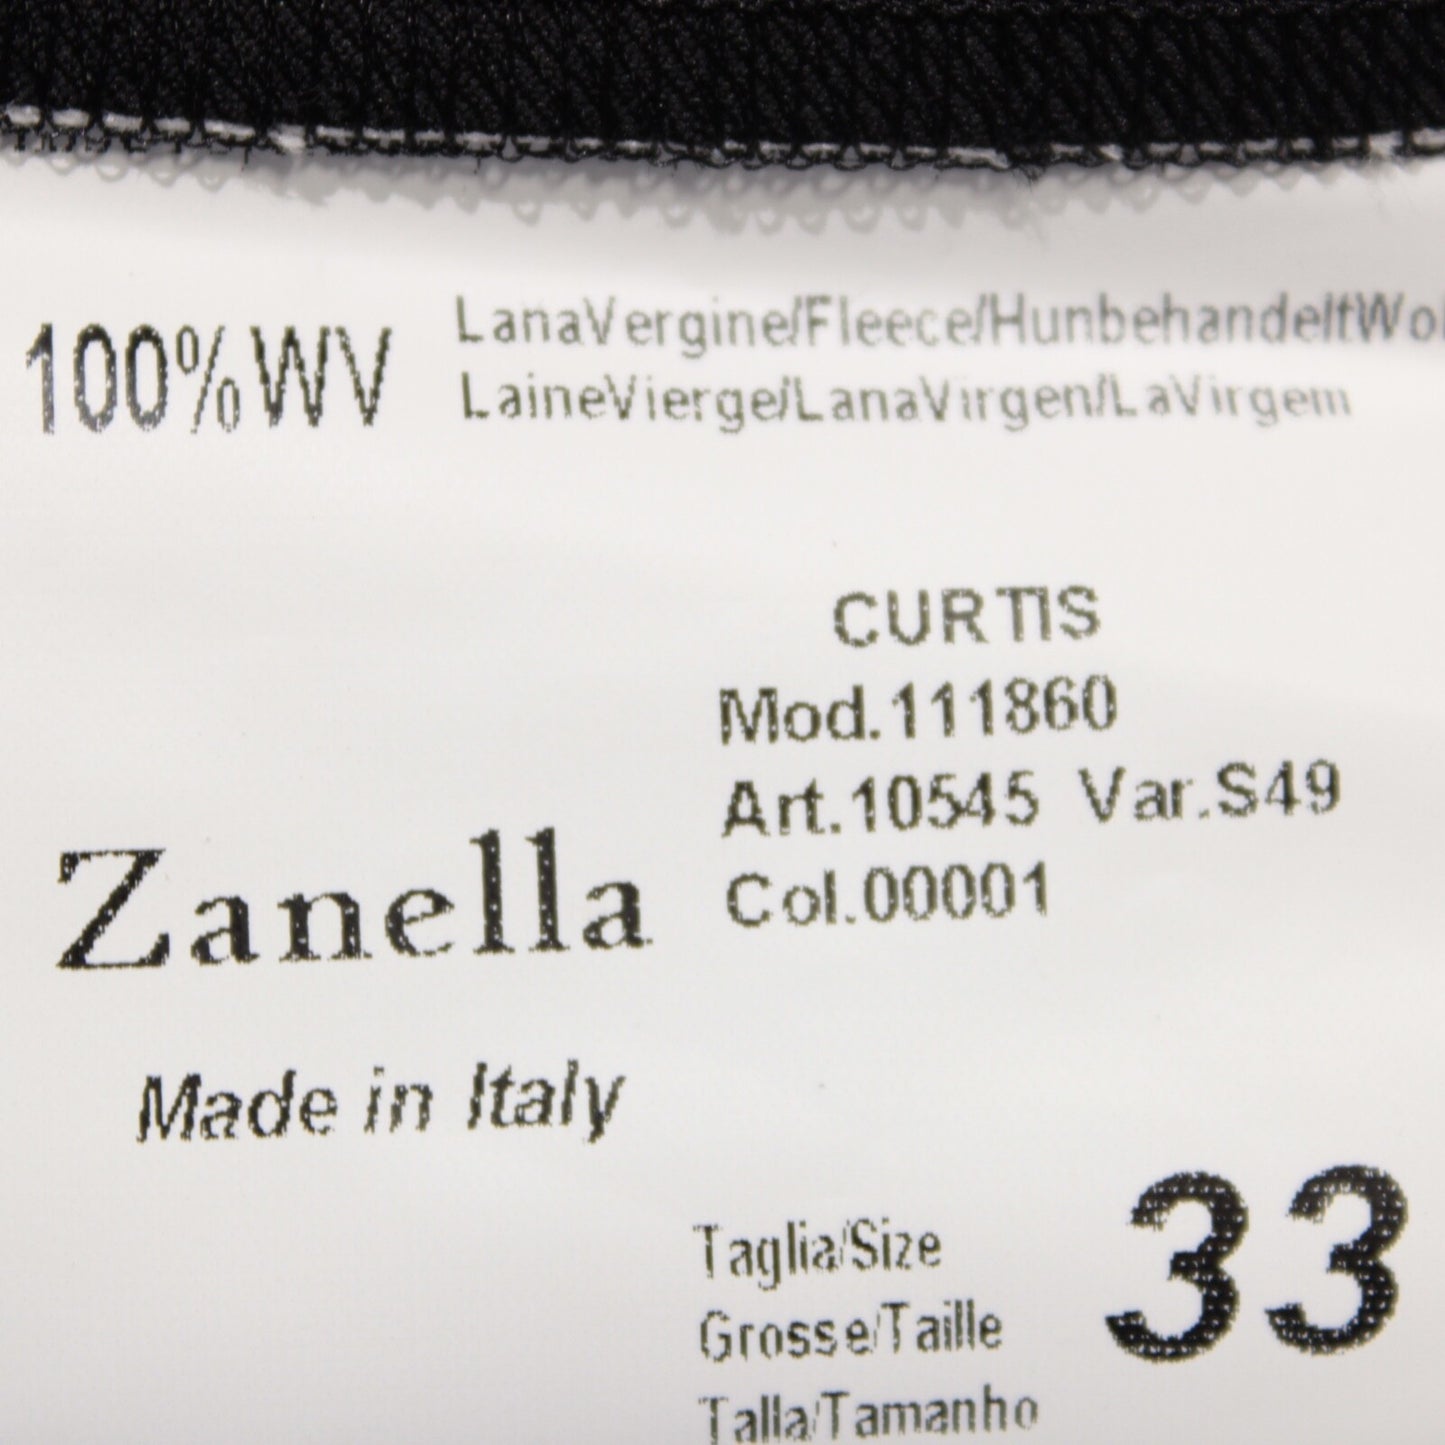 100%WV
LanaVergine/Fleece/HunbehandeltWol
LaineVierge/LanaVirgen/LaVirgem
CURTIS
Mod.111860
Art.10545 Var.S49
Col.00001
Zanella
Made in Italy
Taglia/Size
Grosse/Taille
Talla/Tamanho
33